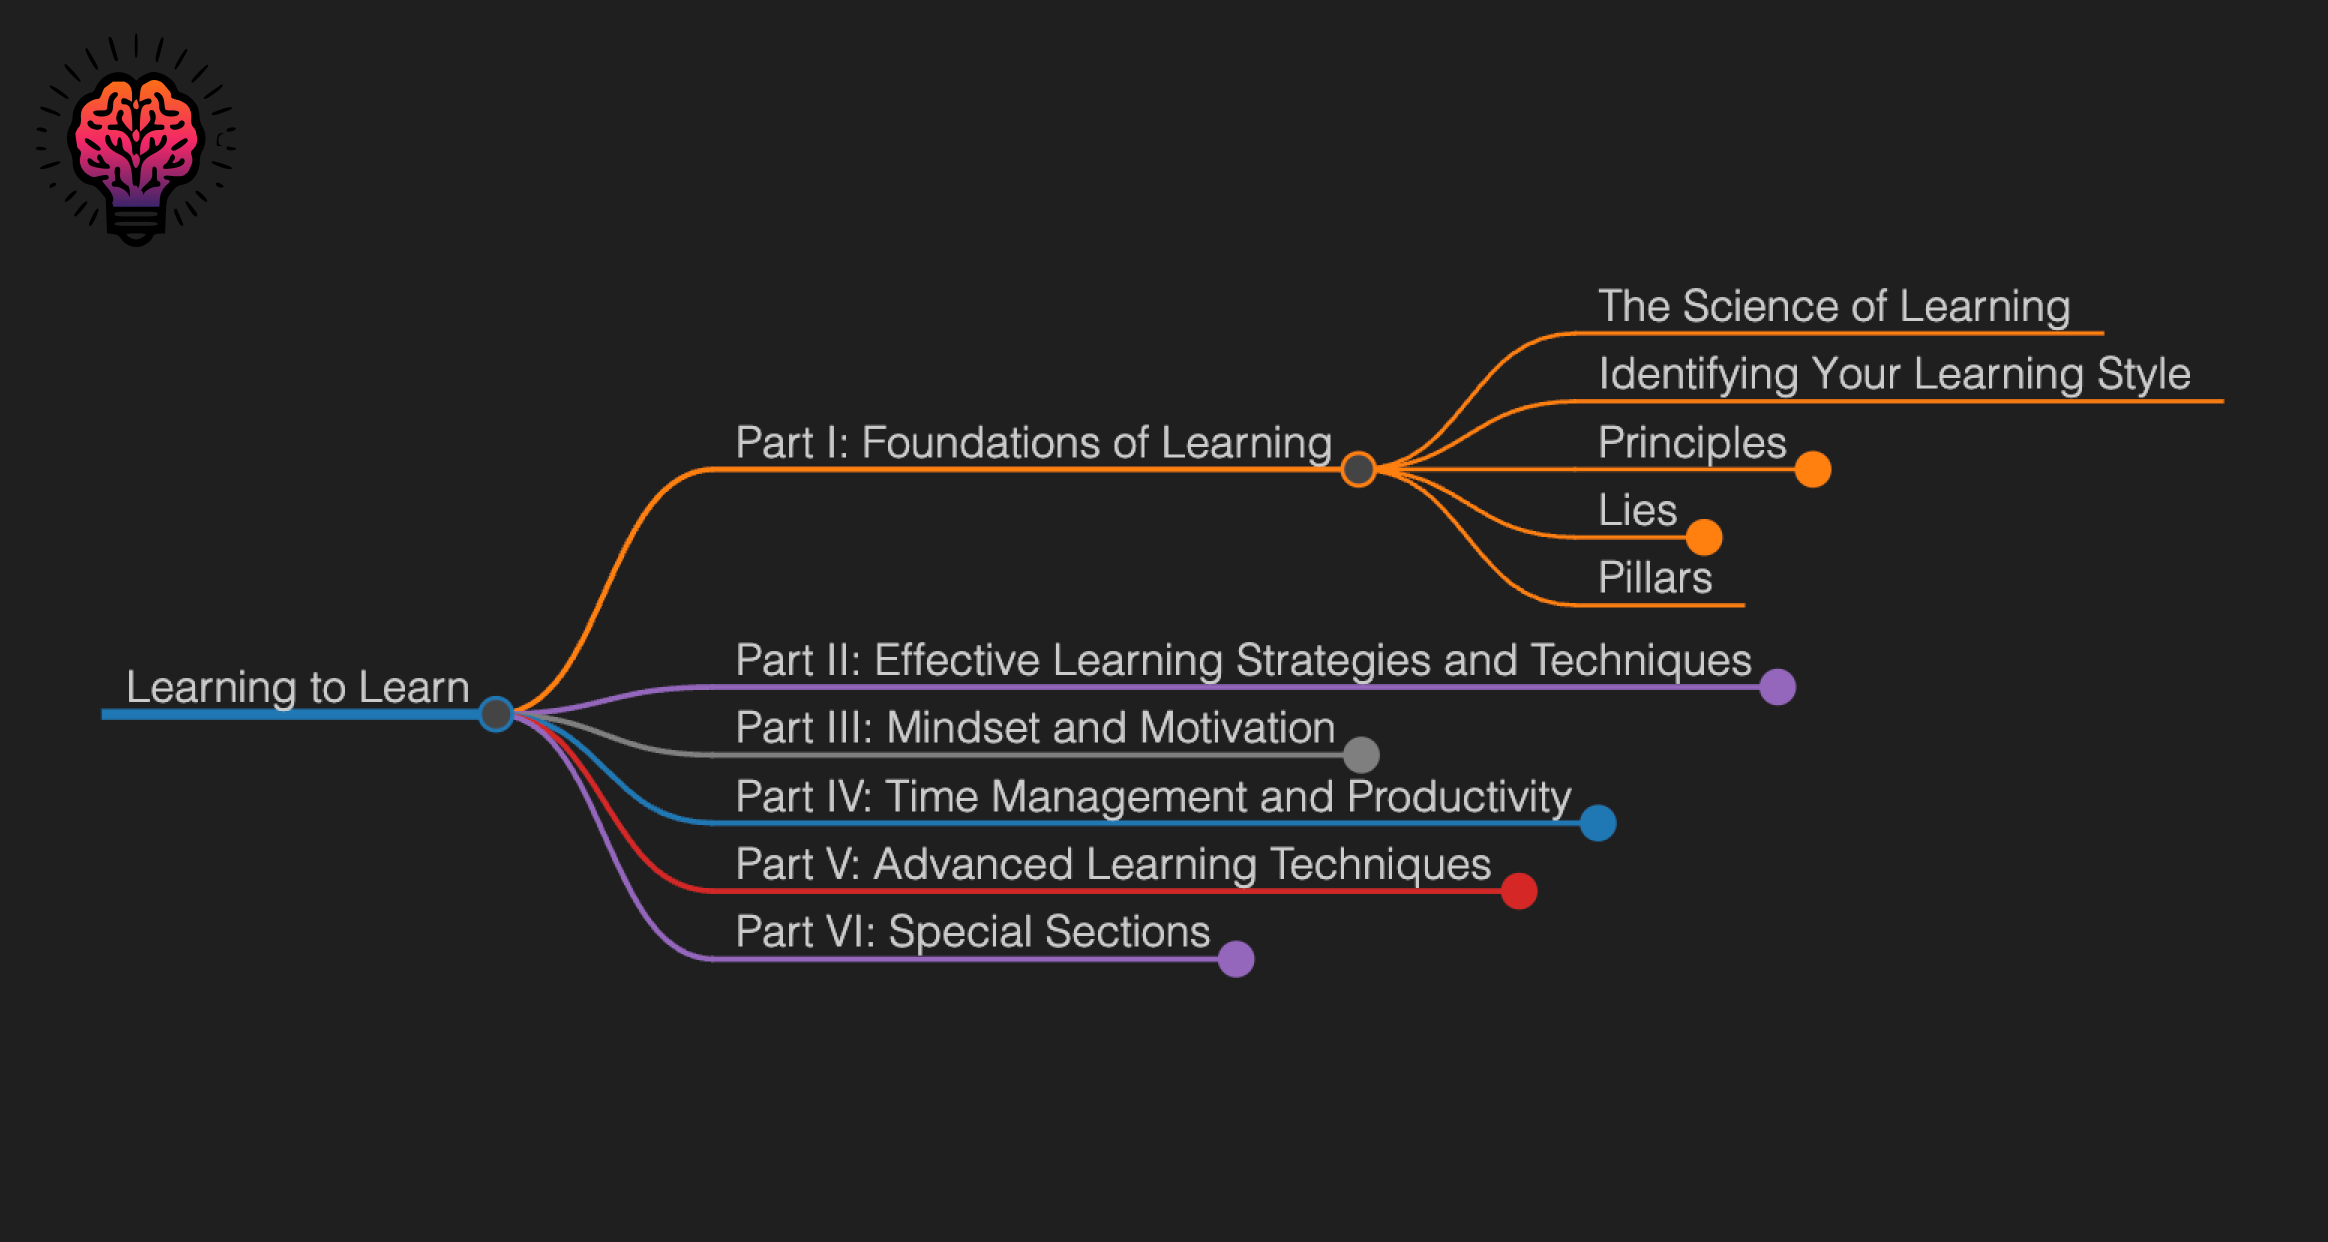 Learning to Learn
Part I: Foundations of Learning
The Science of Learning
Identifying Your Learning Style
Principles
Lies
Pillars
Part II: Effective Learning Strategies and Techniques
Part III: Mindset and Motivation
Part IV: Time Management and Productivity
Part V: Advanced Learning Techniques
Part VI: Special Sections